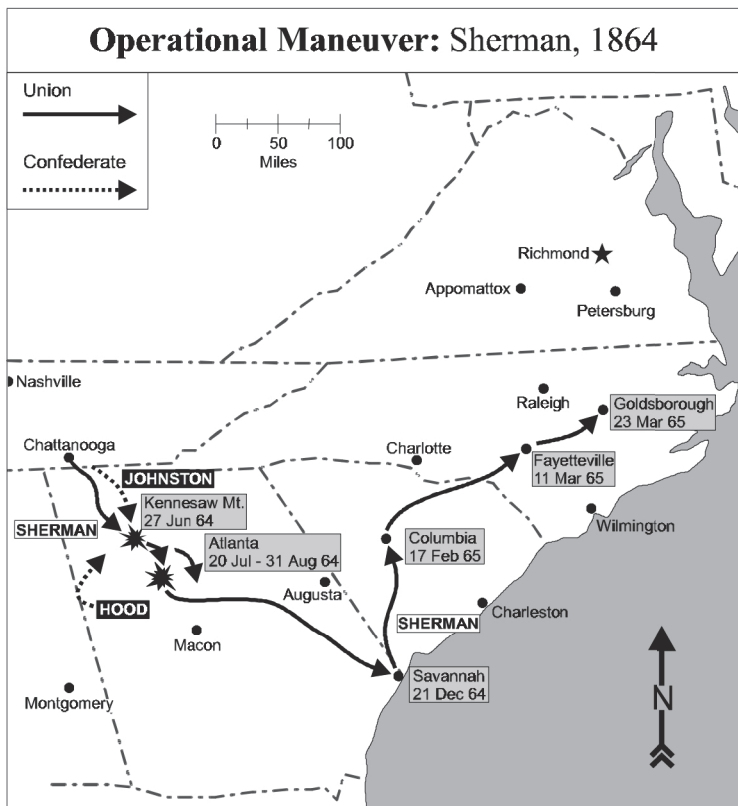 Operational Maneuver: Sherman, 1864
Union
Confederate
0 50 100
Miles
Richmond
Appomattox
Petersburg
Nashville
Raleigh
Goldsborough
23 Mar 65
Chattanooga
Charlotte
Fayetteville
11 Mar 65
JOHNSTON
Kennesaw Mt.
27 Jun 64
SHERMAN
Wilmington
Columbia
17 Feb 65
Atlanta
20 Jul - 31 Aug 64
Augusta
HOOD
Charleston
SHERMAN
Macon
Savannah
21 Dec 64
Montgomery
N